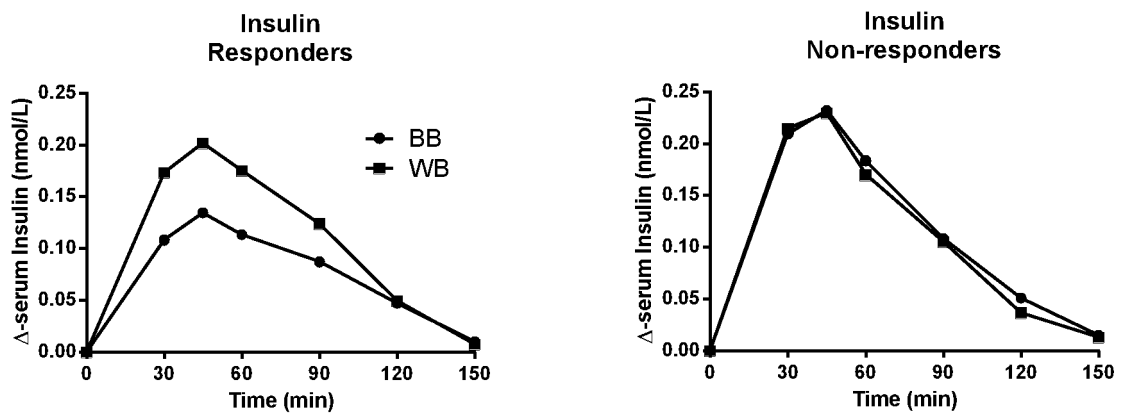 Insulin
Responders
0.25
0.20
0.15
0.10
0.05
0.00
Δ-serum Insulin (nmol/L)
BB
WB
0 30 60 90 120 150
Time (min)
Insulin
Non-responders
0.25
0.20
0.15
0.10
0.05
0.00
Δ-serum Insulin (nmol/L)
0 30 60 90 120 150
Time (min)